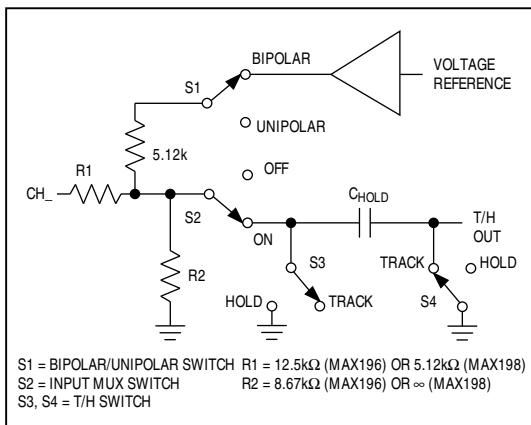 BIPOLAR
VOLTAGE
REFERENCE
S1
UNIPOLAR
5.12k
OFF
R1
CH_
C HOLD
S2
T/H
OUT
ON
S3
TRACK
HOLD
R2
HOLD
TRACK
S4
S1 = BIPOLAR/UNIPOLAR SWITCH R1 = 12.5kΩ (MAX196) OR 5.12kΩ (MAX198)
S2 = INPUT MUX SWITCH R2 = 8.67kΩ (MAX196) OR ∞ (MAX198)
S3, S4 = T/H SWITCH